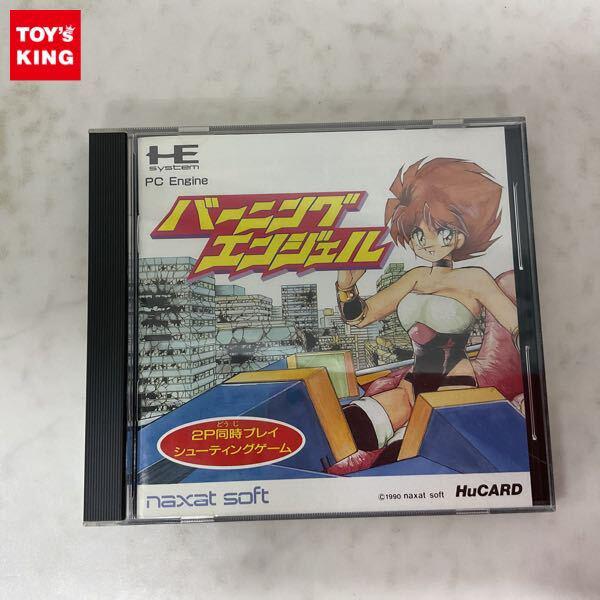 TOY's
KING
HE
system
PC Engine
バーニング
エンジェル
どうじ
2P同時プレイ
シューティングゲーム
naxat soft
©1990 naxat soft
HuCARD